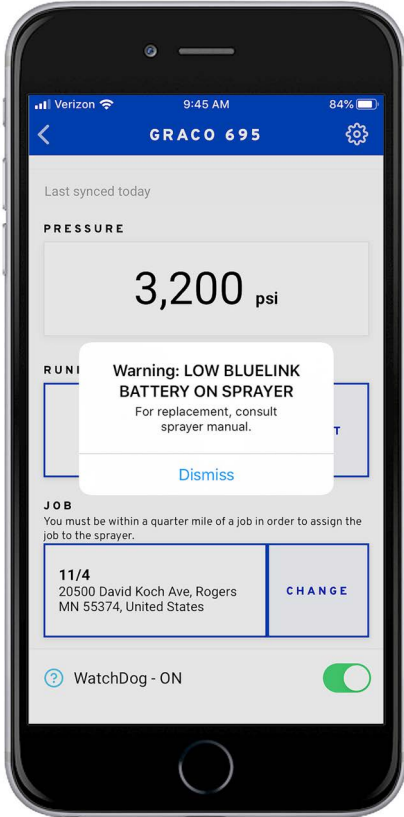 Verizon 9:45 AM 84%
GRACO 695
Last synced today
PRESSURE
3,200 psi
RUNI
Warning: LOW BLUELINK
BATTERY ON SPRAYER
For replacement, consult
sprayer manual.
T
Dismiss
JOB
You must be within a quarter mile of a job in order to assign the
job to the sprayer.
11/4
20500 David Koch Ave, Rogers
MN 55374, United States
CHANGE
? WatchDog - ON